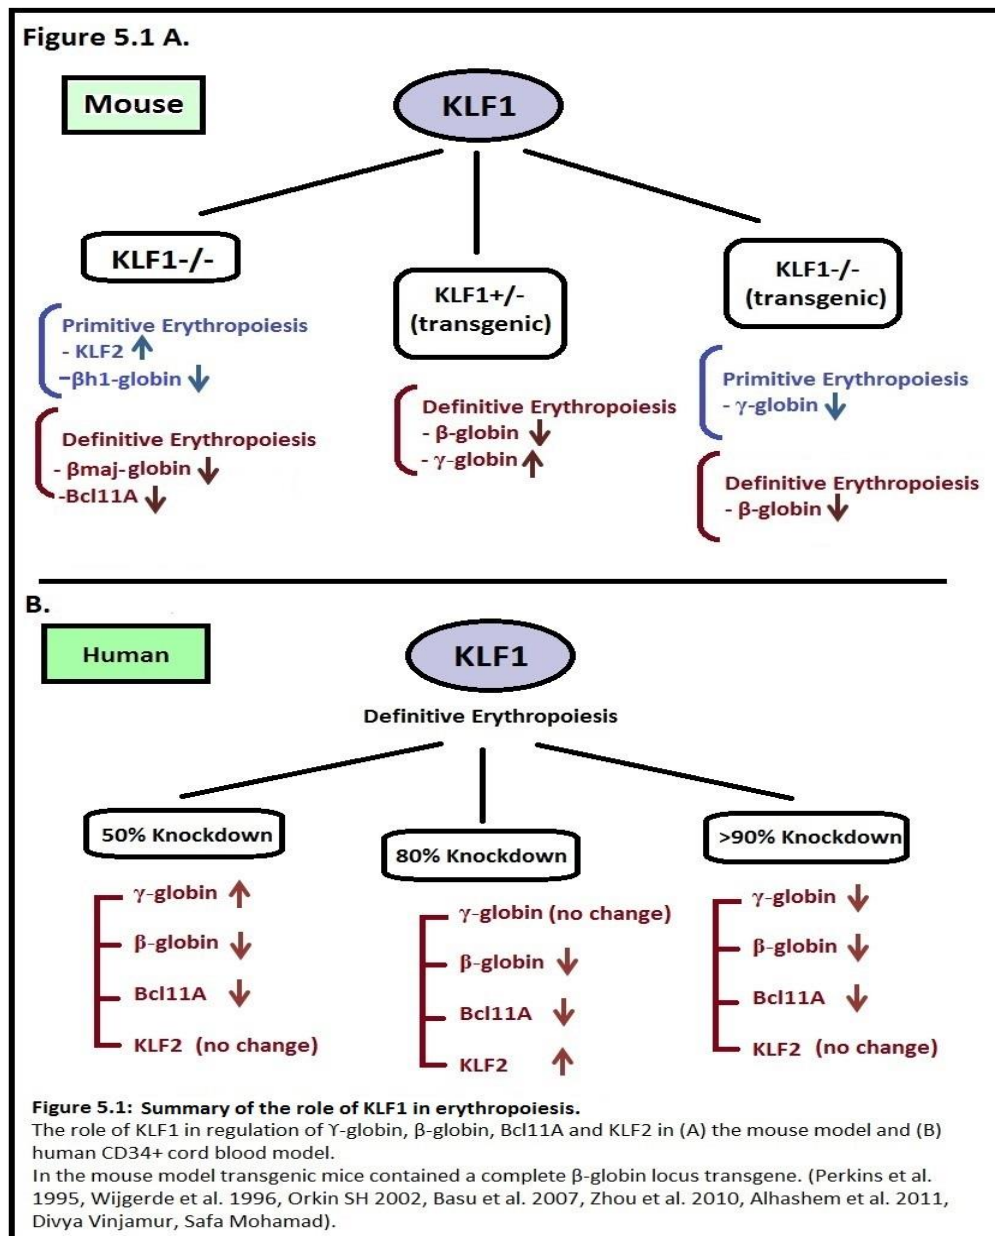 Figure 5.1 A.
Mouse
KLF1
KLF1-/-
Primitive Erythropoiesis
- KLF2 ↑
-βh1-globin ↓
Definitive Erythropoiesis
- βmaj-globin ↓
-Bcl11A ↓
KLF1+/-
(transgenic)
Definitive Erythropoiesis
- β-globin ↓
- γ-globin ↑
KLF1-/-
(transgenic)
Primitive Erythropoiesis
- γ-globin ↓
Definitive Erythropoiesis
- β-globin ↓
B.
Human
KLF1
Definitive Erythropoiesis
50% Knockdown
γ-globin ↑
β-globin ↓
Bcl11A ↓
KLF2 (no change)
80% Knockdown
γ-globin (no change)
β-globin ↓
Bcl11A ↓
KLF2 ↑
>90% Knockdown
γ-globin ↓
β-globin ↓
Bcl11A ↓
KLF2 (no change)
Figure 5.1: Summary of the role of KLF1 in erythropoiesis.
The role of KLF1 in regulation of ϒ-globin, β-globin, Bcl11A and KLF2 in (A) the mouse model and (B)
human CD34+ cord blood model.
In the mouse model transgenic mice contained a complete β-globin locus transgene. (Perkins et al.
1995, Wijgerde et al. 1996, Orkin SH 2002, Basu et al. 2007, Zhou et al. 2010, Alhashem et al. 2011,
Divya Vinjamur, Safa Mohamad).